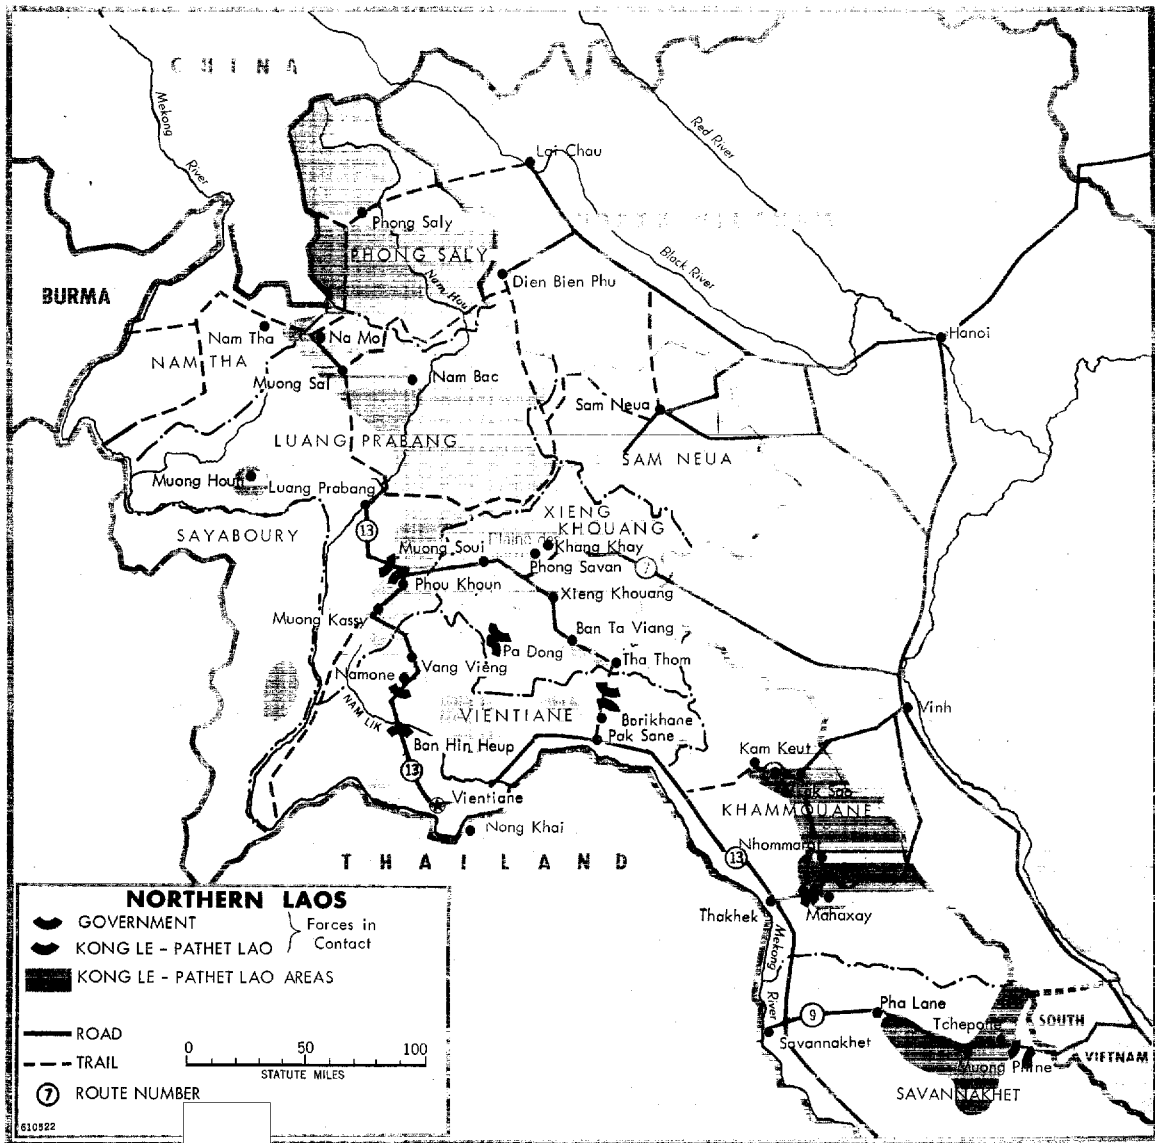 CHINA
Mekong
River
Red River
Lai Chau
Phong Saly
PHONG SALY
Nam Hou
Black River
Dien Bien Phu
BURMA
Hanoi
Nam Tha
Na Mo
NAM THA
Muong Sai
Nam Bac
Sam Neua
LUANG PRABANG
SAM NEUA
Muong Houn
Luang Prabang
XIENG
KHOUANG
SAYABOURY
13
Plaine des
Muong Soui
Khang Khay
Phong Savan
7
Phou Khoun
Xieng Khouang
Muong Kassy
Ban Ta Viang
Pa Dong
Tha Thom
Vang Vieng
Namone
NAM LIK
VIENTIANE
Borikhane
Pak Sane
Vinh
Ban Hin Heup
Kam Keut
13
Lak Sao
Vientiane
KHAMMOUANE
Nong Khai
Nhommarat
THAILAND
13
Thakhek
Mahaxay
Mekong
River
Pha Lane
9
Tchepone
SOUTH
VIETNAM
Savannakhet
Muong Phine
SAVANNAKHET
NORTHERN LAOS
GOVERNMENT
KONG LE - PATHET LAO
Forces in
Contact
KONG LE - PATHET LAO AREAS
ROAD
TRAIL
0 50 100
STATUTE MILES
7 ROUTE NUMBER
610522